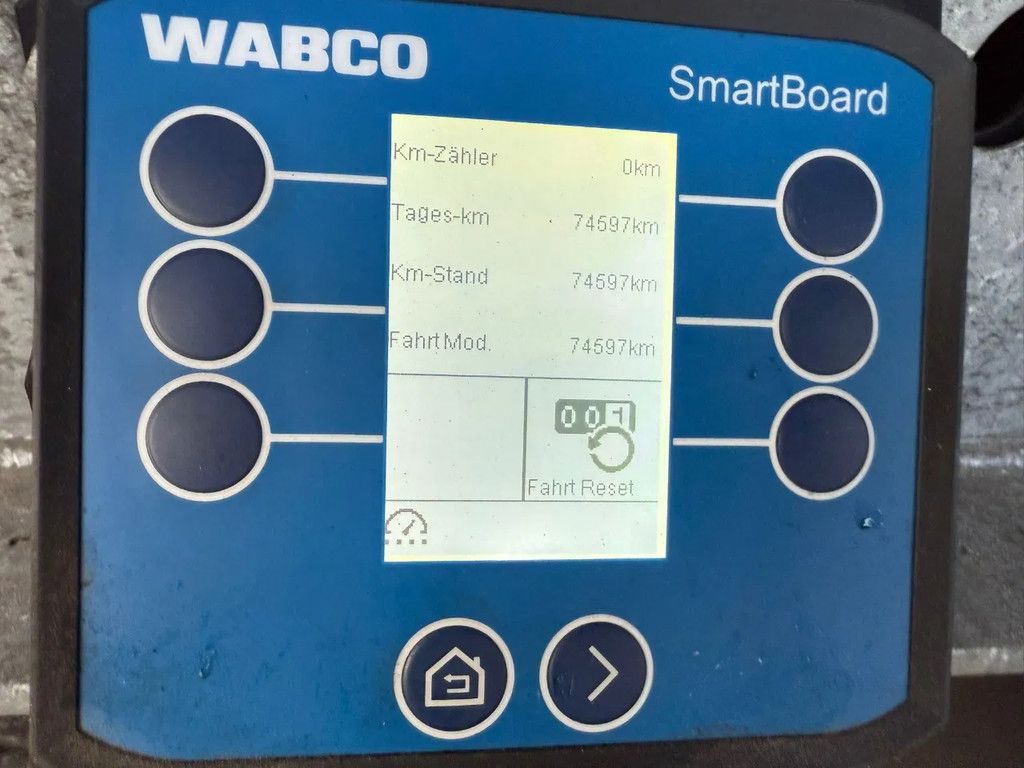 WABCO
SmartBoard
Km-Zähler 0km
Tages-km 74597km
Km-Stand 74597km
Fahrt Mod. 74597km
001
Fahrt Reset